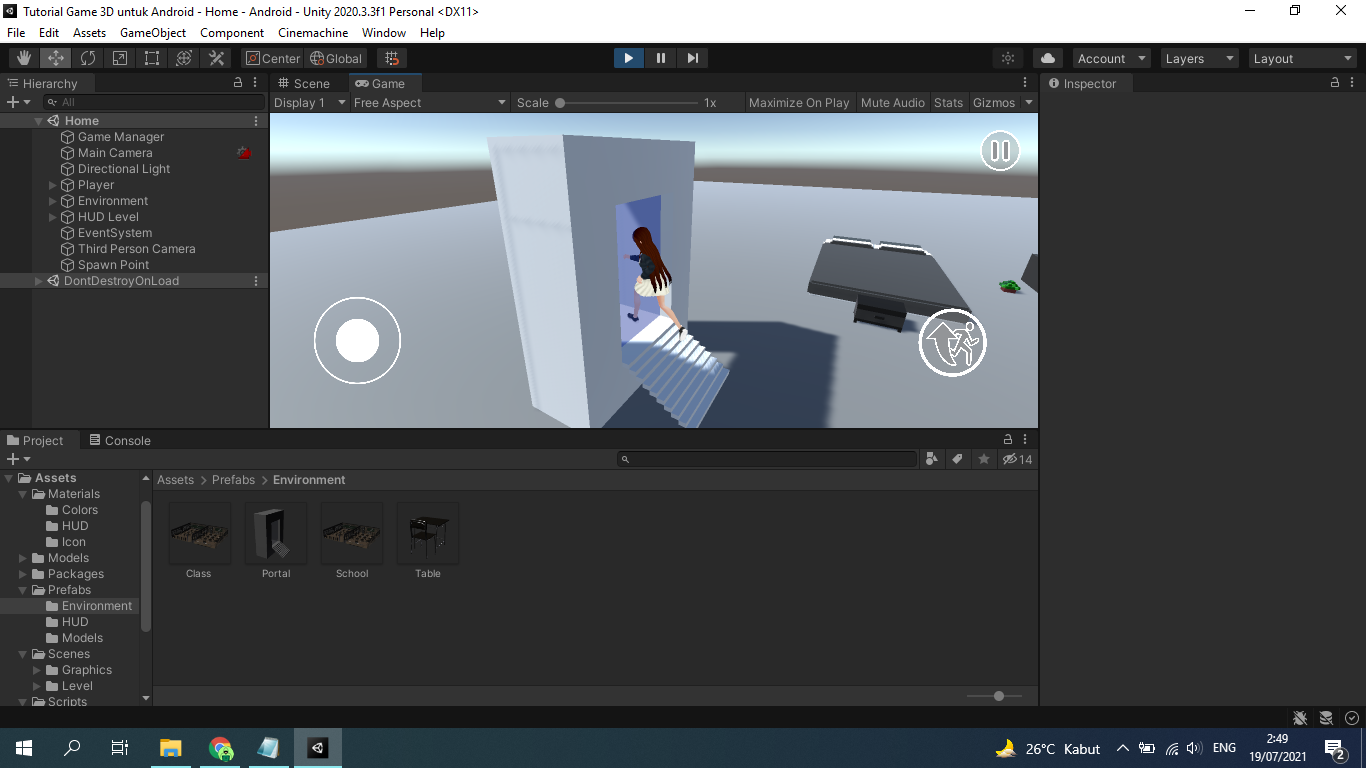 Tutorial Game 3D untuk Android - Home - Android - Unity 2020.3.3f1 Personal <DX11>
File Edit Assets GameObject Component Cinemachine Window Help
Center Global Account Layers Layout
Hierarchy
All
Home
Game Manager
Main Camera
Directional Light
Player
Environment
HUD Level
EventSystem
Third Person Camera
Spawn Point
DontDestroyOnLoad
Scene Game
Display 1 Free Aspect Scale 1x Maximize On Play Mute Audio Stats Gizmos
Inspector
Project Console
14
Assets
Materials
Colors
HUD
Icon
Models
Packages
Prefabs
Environment
HUD
Models
Scenes
Graphics
Level
Scripts
Assets > Prefabs > Environment
Class Portal School Table
26°C Kabut ENG
2:49
19/07/2021
2